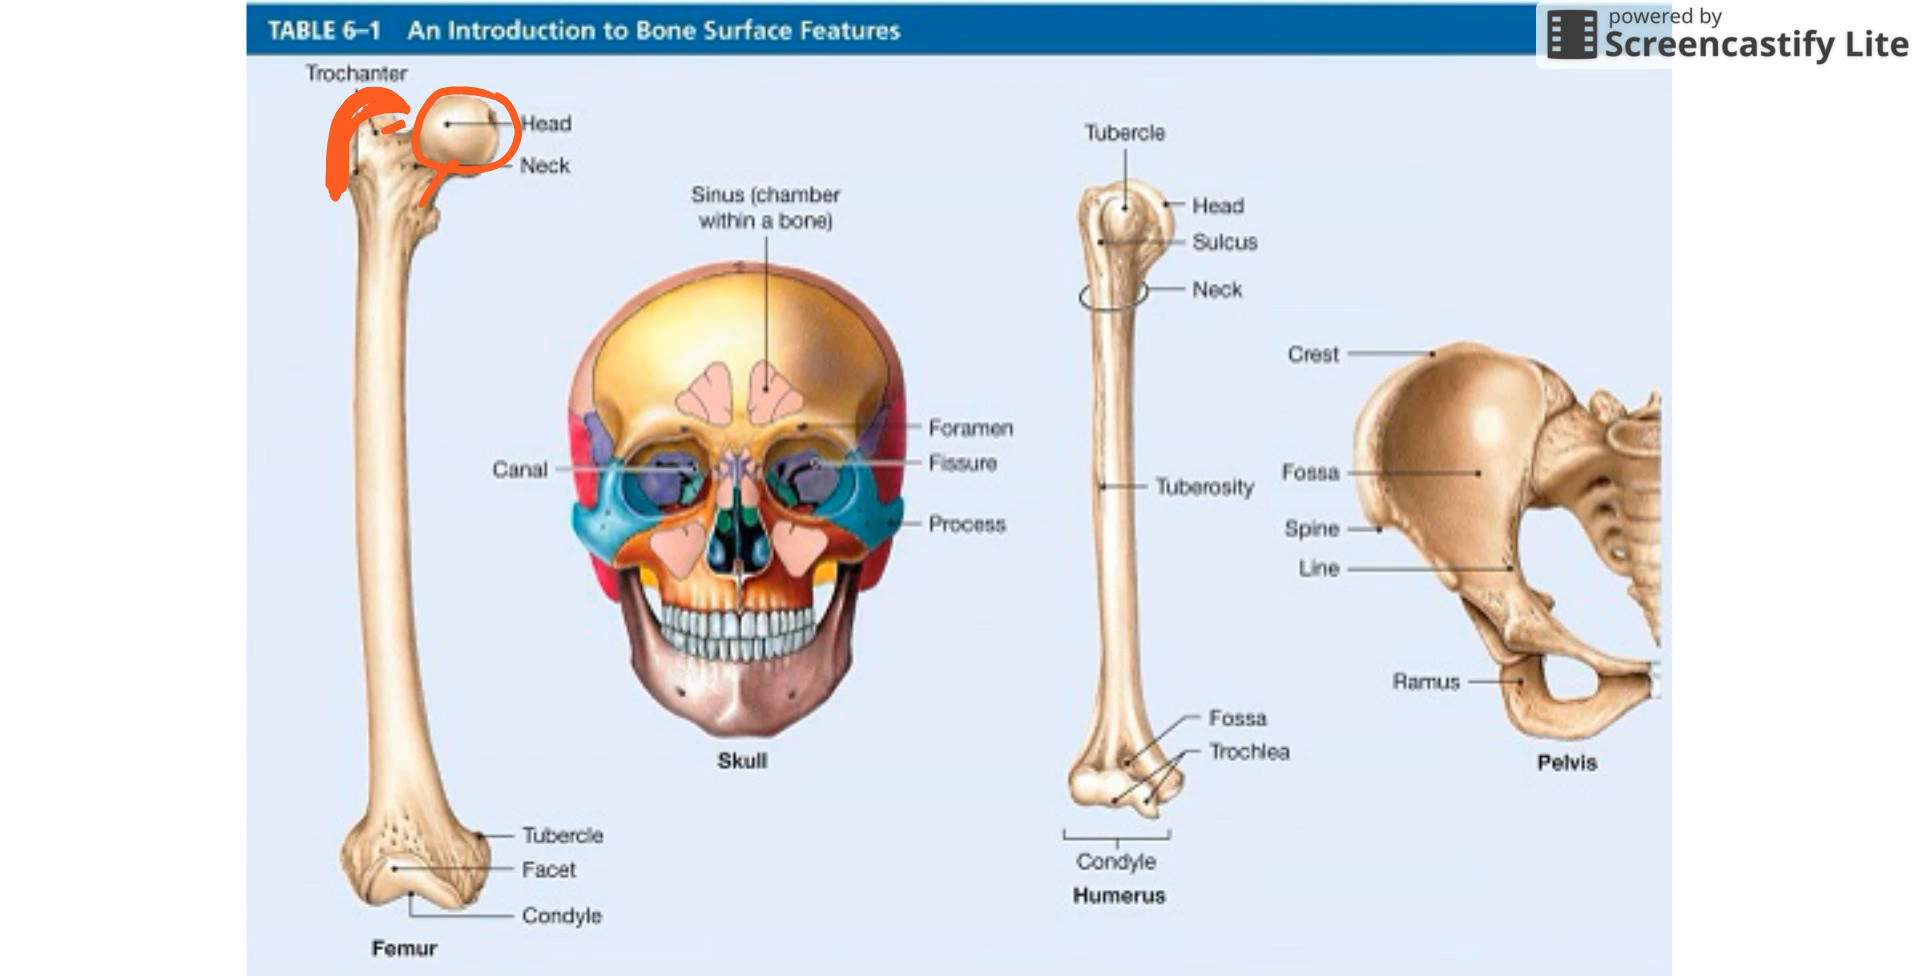 TABLE 6–1 An Introduction to Bone Surface Features
powered by
Screencastify Lite
Trochanter
Head
Neck
Femur
Tubercle
Facet
Condyle
Sinus (chamber
within a bone)
Canal
Foramen
Fissure
Process
Skull
Tubercle
Head
Sulcus
Neck
Tuberosity
Fossa
Trochlea
Condyle
Humerus
Crest
Fossa
Spine
Line
Ramus
Pelvis